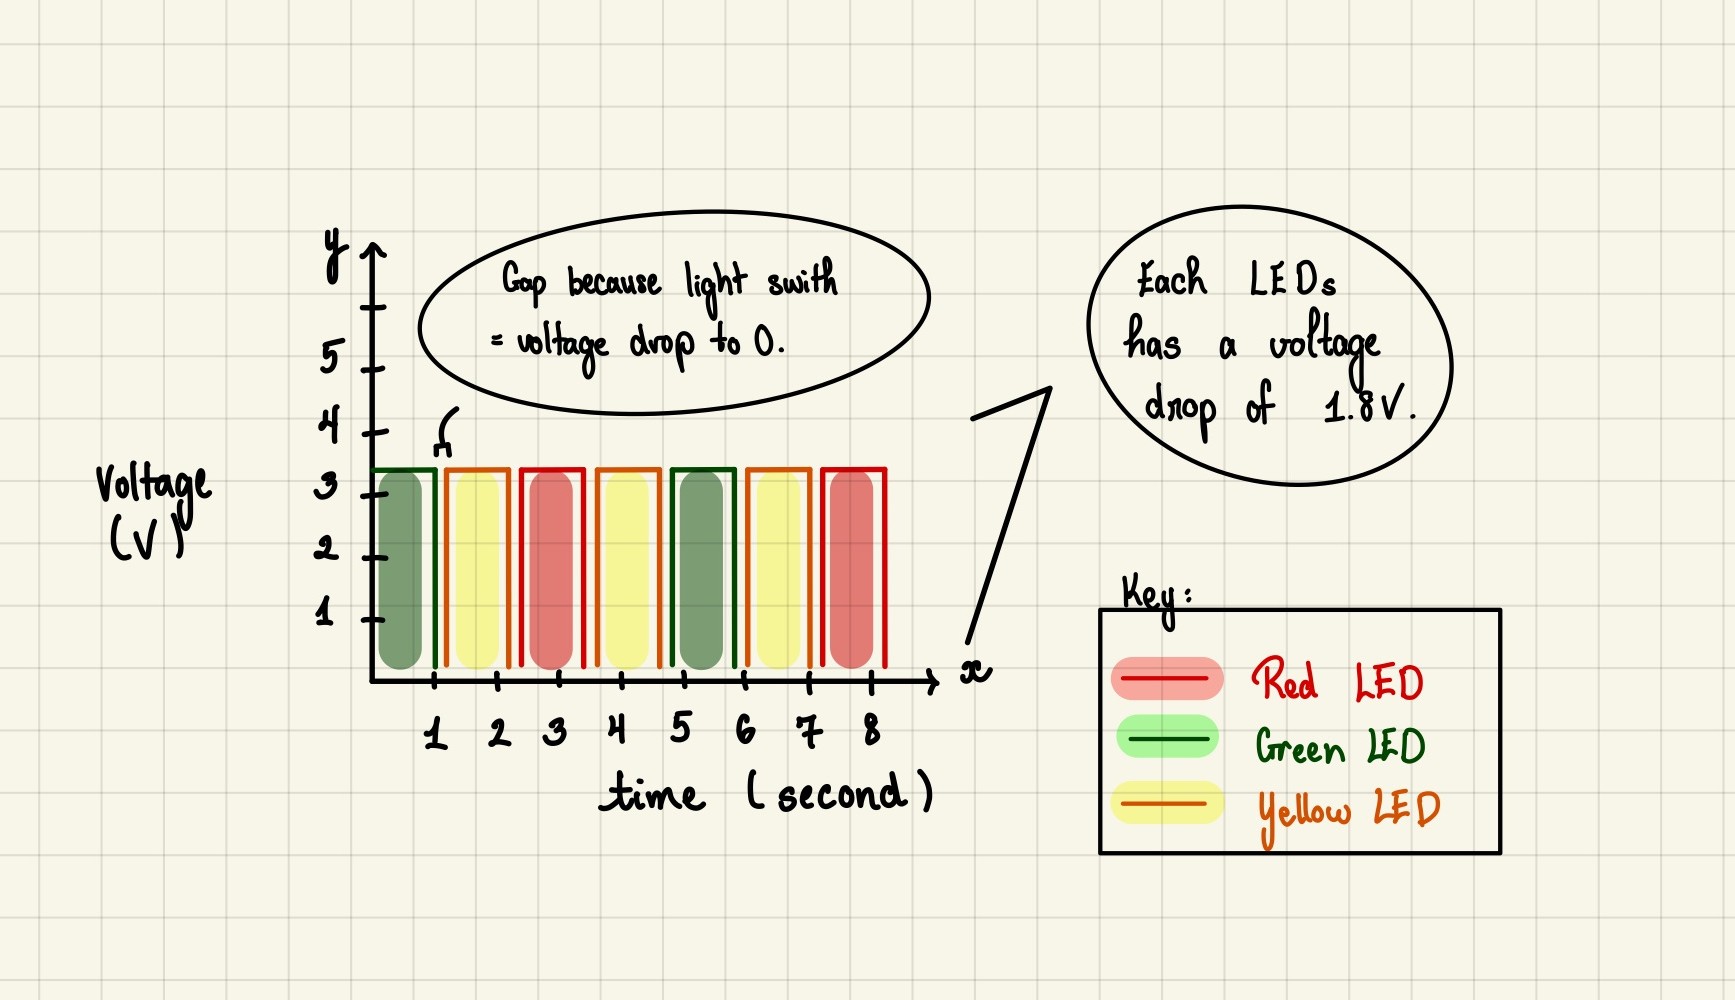 y
Gap because light swith
= voltage drop to 0.
Each LEDs
has a voltage
drop of 1.8V.
5
4
3
2
1
Voltage
(V)
x
1 2 3 4 5 6 7 8
time (second)
Key:
Red LED
Green LED
Yellow LED